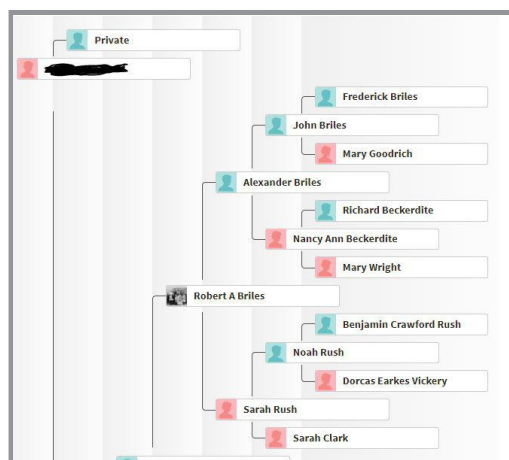 Private
Frederick Briles
John Briles
Mary Goodrich
Alexander Briles
Richard Beckerdite
Nancy Ann Beckerdite
Mary Wright
Robert A Briles
Benjamin Crawford Rush
Noah Rush
Dorcas Earkes Vickery
Sarah Rush
Sarah Clark